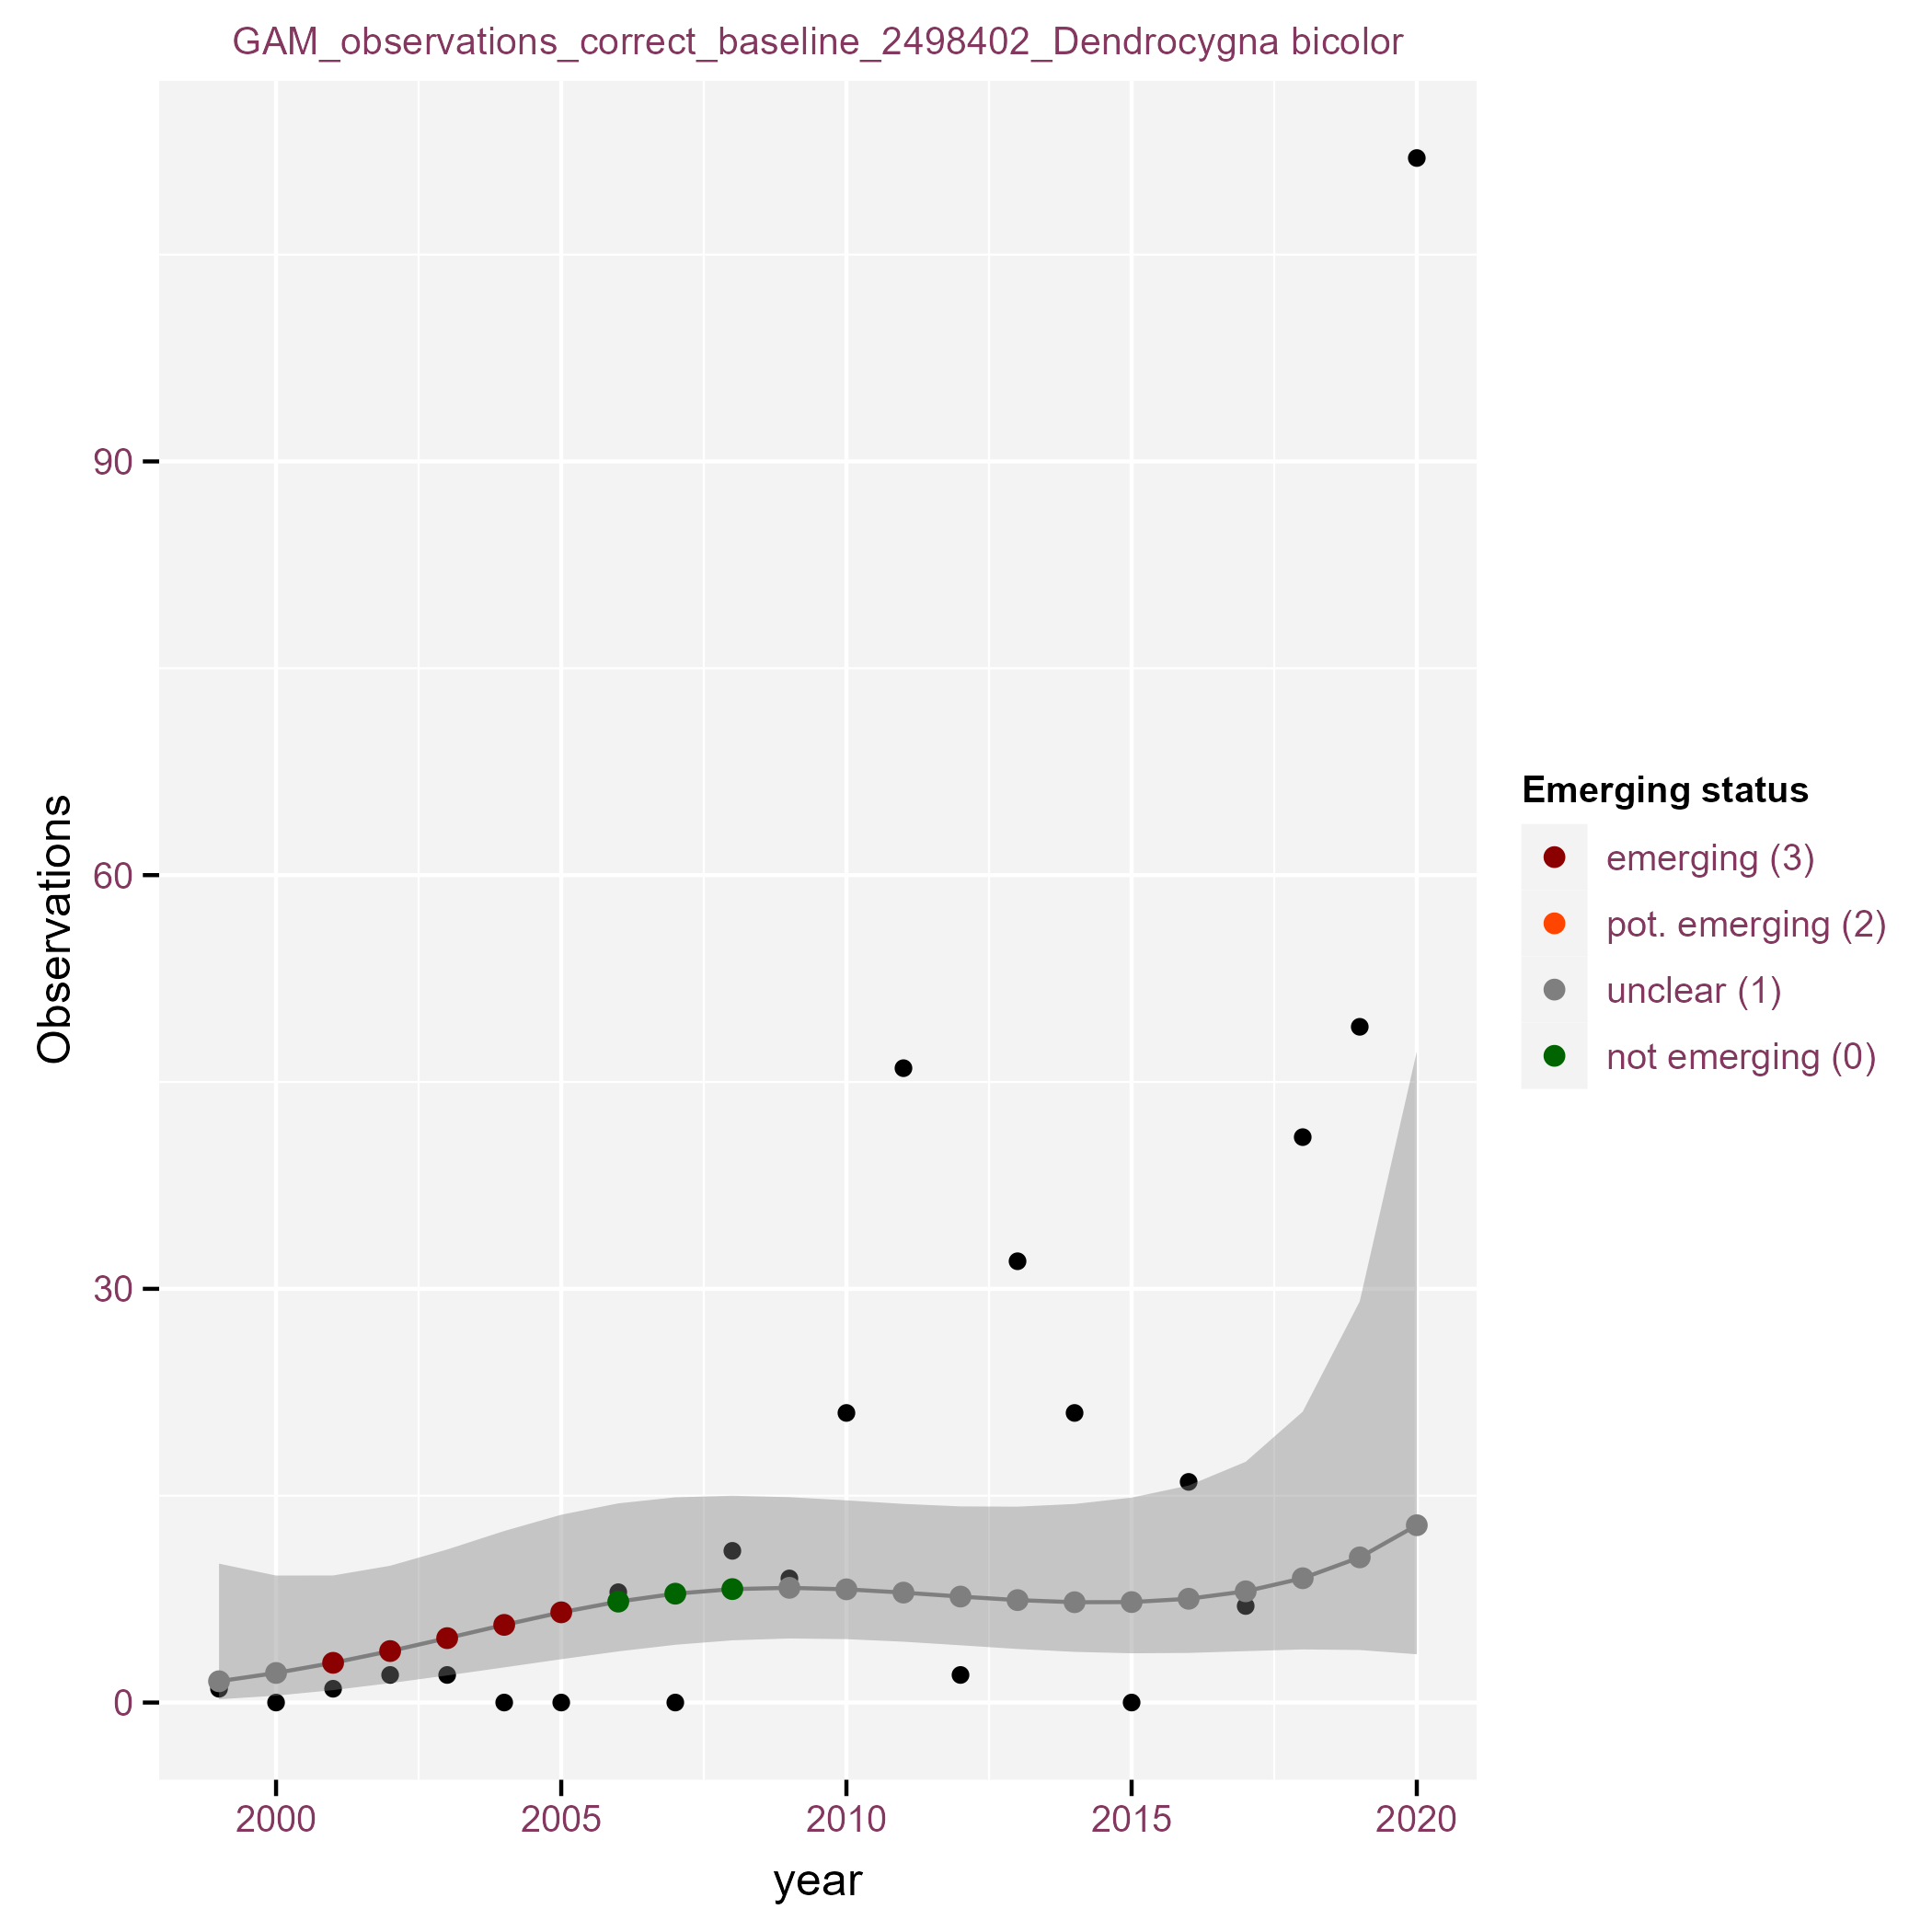 GAM_observations_correct_baseline_2498402_Dendrocygna bicolor
Observations
90
60
30
0
2000 2005 2010 2015 2020
year
Emerging status
emerging (3)
pot. emerging (2)
unclear (1)
not emerging (0)